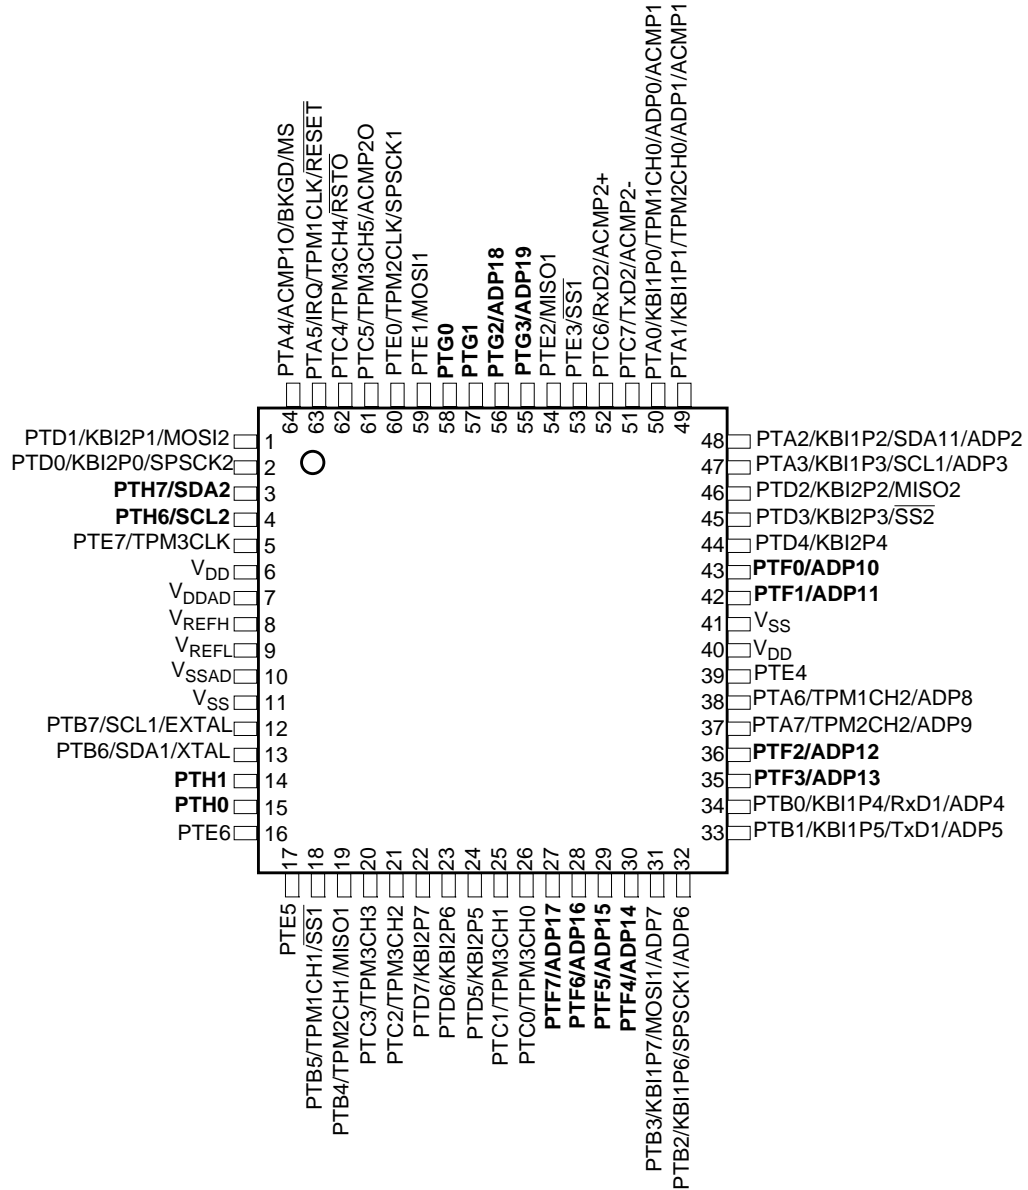 PTA4/ACMP1O/BKGD/MS
PTA5/IRQ/TPM1CLK/RESET
PTC4/TPM3CH4/RSTO
PTC5/TPM3CH5/ACMP2O
PTE0/TPM2CLK/SPSCK1
PTE1/MOSI1
PTG0
PTG1
PTG2/ADP18
PTG3/ADP19
PTE2/MISO1
PTE3/SS1
PTC6/RxD2/ACMP2+
PTC7/TxD2/ACMP2-
PTA0/KBI1P0/TPM1CH0/ADP0/ACMP1
PTA1/KBI1P1/TPM2CH0/ADP1/ACMP1
64
63
62
61
60
59
58
57
56
55
54
53
52
51
50
49
PTD1/KBI2P1/MOSI2 1
PTD0/KBI2P0/SPSCK2 2
PTH7/SDA2 3
PTH6/SCL2 4
PTE7/TPM3CLK 5
VDD 6
VDDAD 7
VREFH 8
VREFL 9
VSSAD 10
VSS 11
PTB7/SCL1/EXTAL 12
PTB6/SDA1/XTAL 13
PTH1 14
PTH0 15
PTE6 16
48 PTA2/KBI1P2/SDA11/ADP2
47 PTA3/KBI1P3/SCL1/ADP3
46 PTD2/KBI2P2/MISO2
45 PTD3/KBI2P3/SS2
44 PTD4/KBI2P4
43 PTF0/ADP10
42 PTF1/ADP11
41 VSS
40 VDD
39 PTE4
38 PTA6/TPM1CH2/ADP8
37 PTA7/TPM2CH2/ADP9
36 PTF2/ADP12
35 PTF3/ADP13
34 PTB0/KBI1P4/RxD1/ADP4
33 PTB1/KBI1P5/TxD1/ADP5
17
18
19
20
21
22
23
24
25
26
27
28
29
30
31
32
PTE5
PTB5/TPM1CH1/SS1
PTB4/TPM2CH1/MISO1
PTC3/TPM3CH3
PTC2/TPM3CH2
PTD7/KBI2P7
PTD6/KBI2P6
PTD5/KBI2P5
PTC1/TPM3CH1
PTC0/TPM3CH0
PTF7/ADP17
PTF6/ADP16
PTF5/ADP15
PTF4/ADP14
PTB3/KBI1P7/MOSI1/ADP7
PTB2/KBI1P6/SPSCK1/ADP6